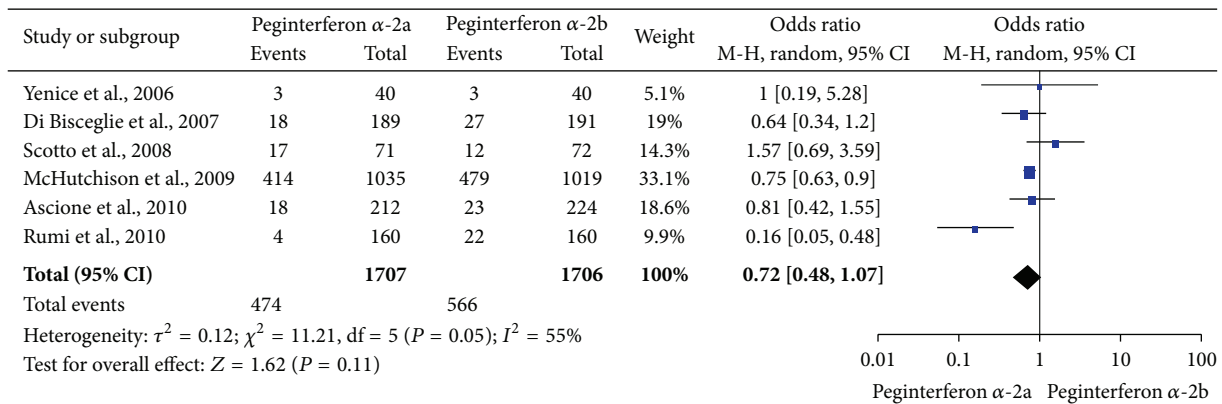 Study or subgroup Peginterferon α-2a Peginterferon α-2b Weight Odds ratio Odds ratio
Events Total Events Total M-H, random, 95% CI M-H, random, 95% CI
Yenice et al., 2006 3 40 3 40 5.1% 1 [0.19, 5.28]
Di Bisceglie et al., 2007 18 189 27 191 19% 0.64 [0.34, 1.2]
Scotto et al., 2008 17 71 12 72 14.3% 1.57 [0.69, 3.59]
McHutchison et al., 2009 414 1035 479 1019 33.1% 0.75 [0.63, 0.9]
Ascione et al., 2010 18 212 23 224 18.6% 0.81 [0.42, 1.55]
Rumi et al., 2010 4 160 22 160 9.9% 0.16 [0.05, 0.48]
Total (95% CI) 1707 1706 100% 0.72 [0.48, 1.07]
Total events 474 566
Heterogeneity: τ² = 0.12; χ² = 11.21, df = 5 (P = 0.05); I² = 55%
Test for overall effect: Z = 1.62 (P = 0.11)
0.01 0.1 1 10 100
Peginterferon α-2a Peginterferon α-2b